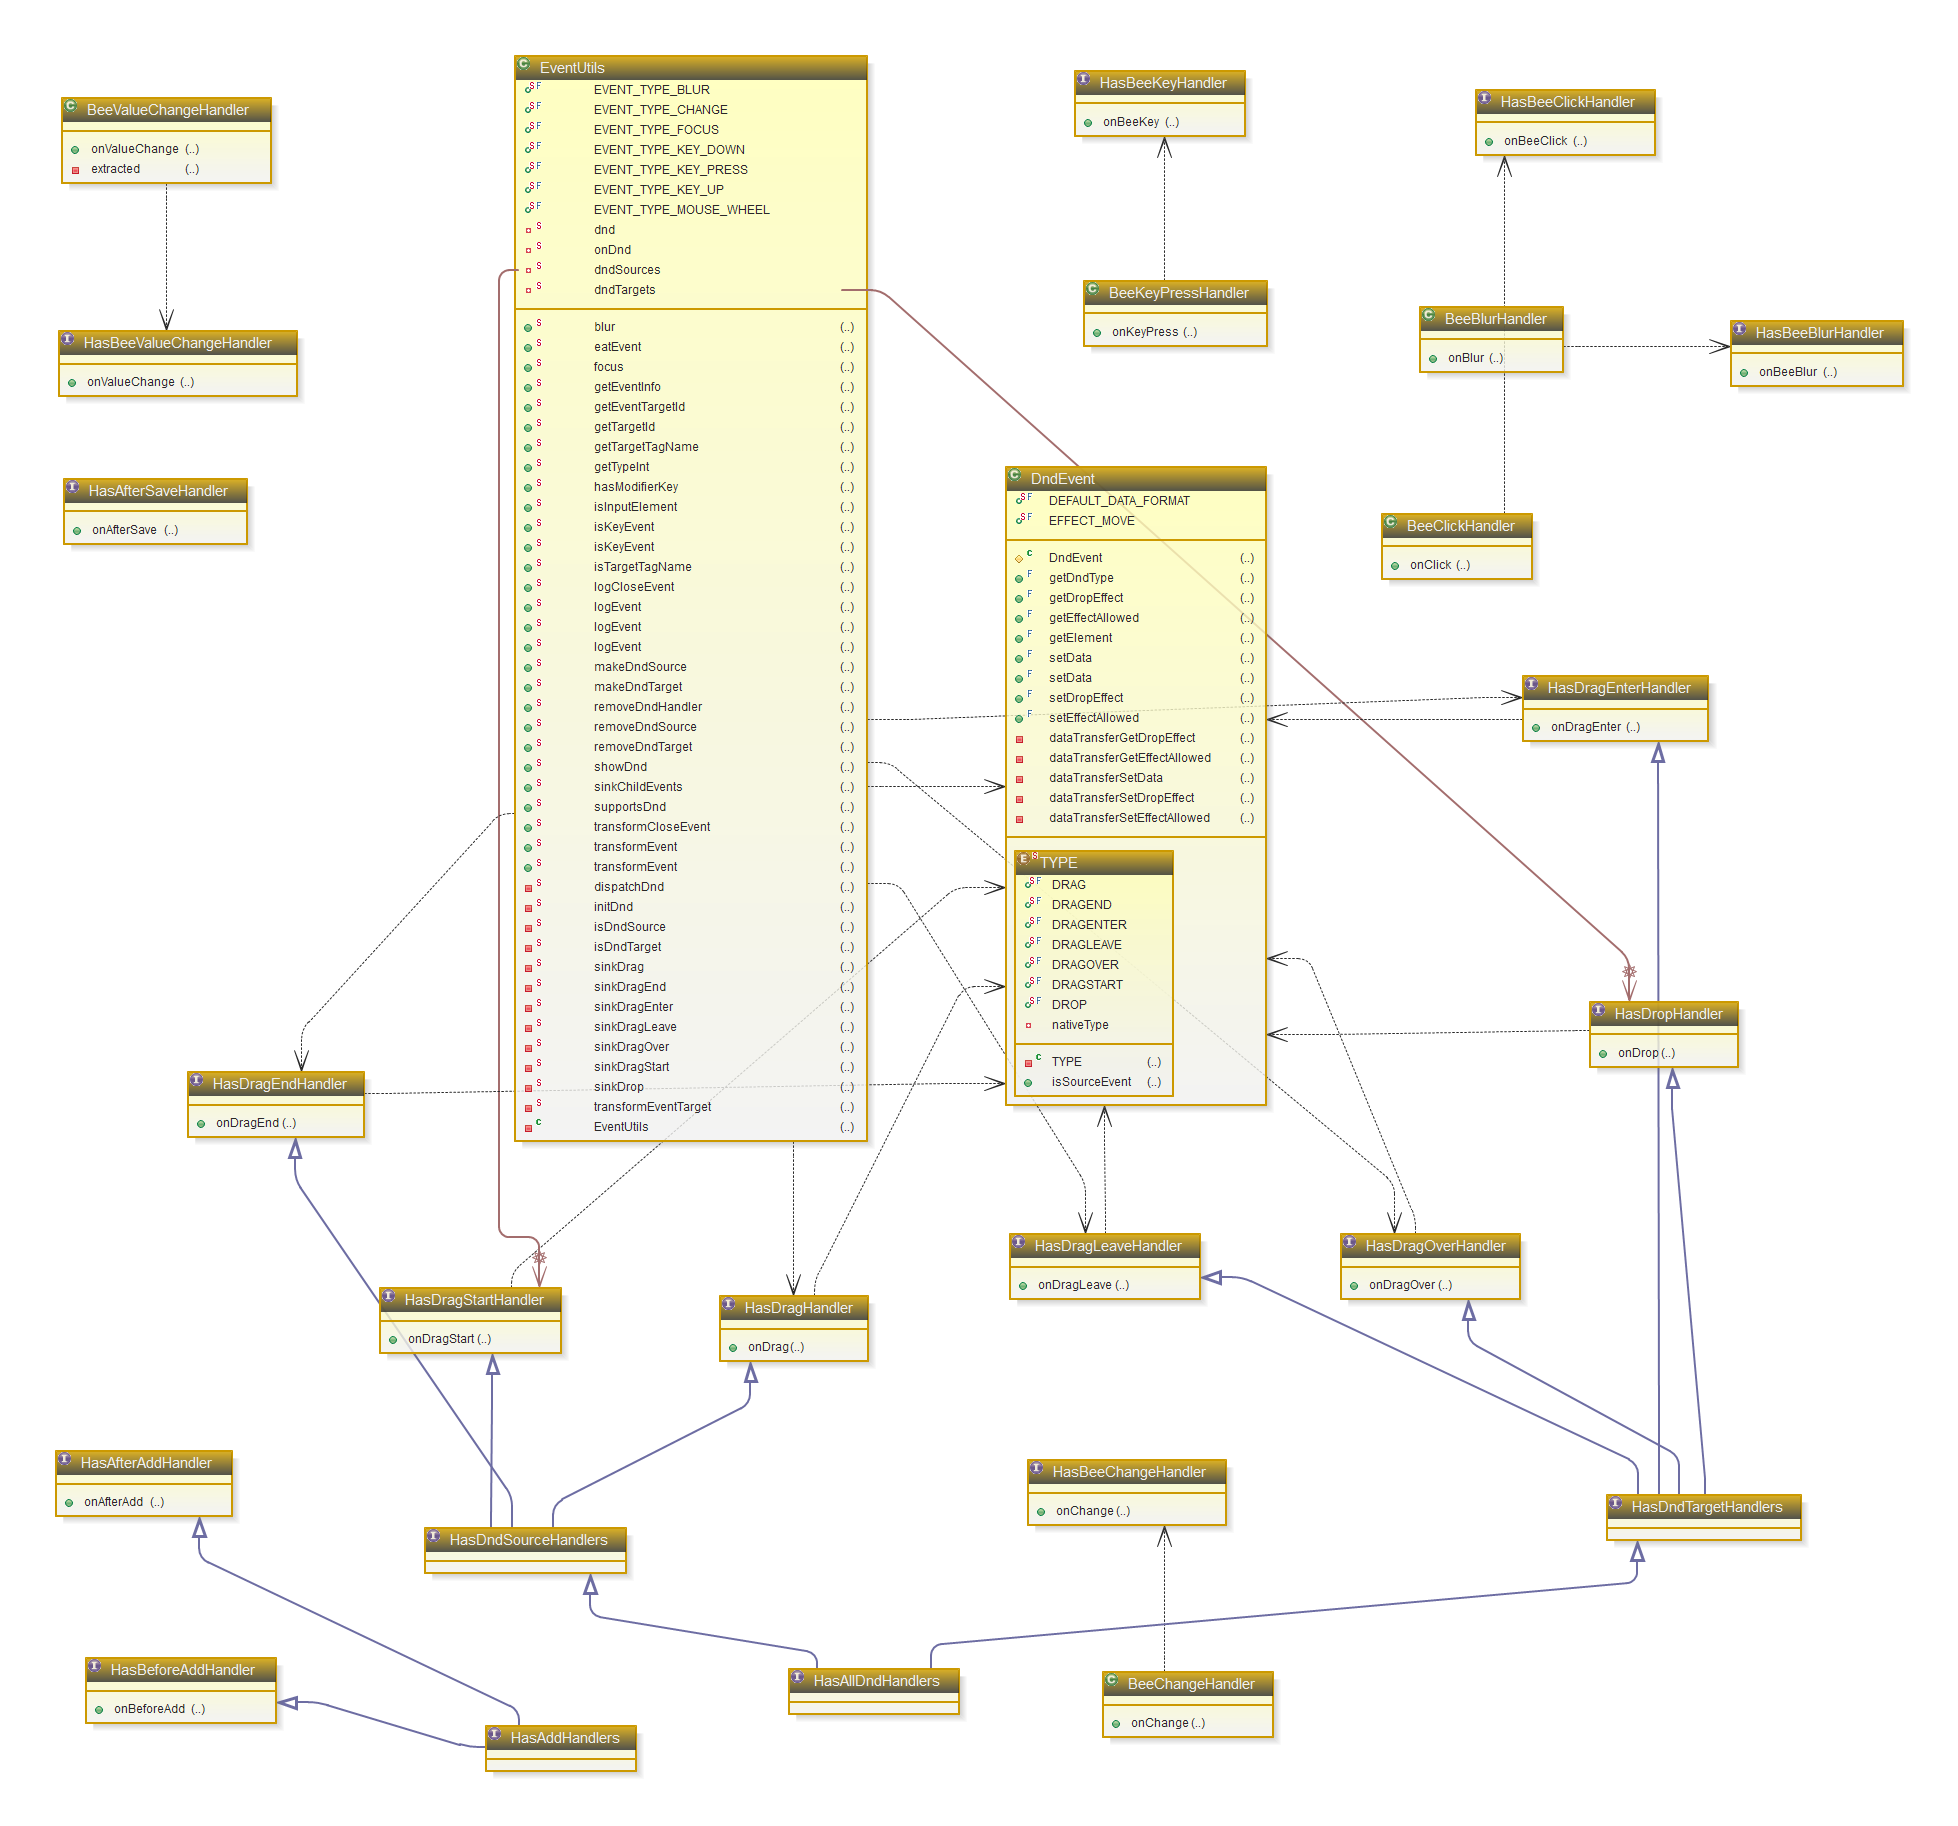 EventUtils
EVENT_TYPE_BLUR
EVENT_TYPE_CHANGE
EVENT_TYPE_FOCUS
EVENT_TYPE_KEY_DOWN
EVENT_TYPE_KEY_PRESS
EVENT_TYPE_KEY_UP
EVENT_TYPE_MOUSE_WHEEL
dnd
onDnd
dndSources
dndTargets
blur (..)
eatEvent (..)
focus (..)
getEventInfo (..)
getEventTargetId (..)
getTargetId (..)
getTargetTagName (..)
getTypeInt (..)
hasModifierKey (..)
isInputElement (..)
isKeyEvent (..)
isKeyEvent (..)
isTargetTagName (..)
logCloseEvent (..)
logEvent (..)
logEvent (..)
logEvent (..)
makeDndSource (..)
makeDndTarget (..)
removeDndHandler (..)
removeDndSource (..)
removeDndTarget (..)
showDnd (..)
sinkChildEvents (..)
supportsDnd (..)
transformCloseEvent (..)
transformEvent (..)
transformEvent (..)
dispatchDnd (..)
initDnd (..)
isDndSource (..)
isDndTarget (..)
sinkDrag (..)
sinkDragEnd (..)
sinkDragEnter (..)
sinkDragLeave (..)
sinkDragOver (..)
sinkDragStart (..)
sinkDrop (..)
transformEventTarget (..)
EventUtils (..)
BeeValueChangeHandler
onValueChange (..)
extracted (..)
HasBeeValueChangeHandler
onValueChange (..)
HasAfterSaveHandler
onAfterSave (..)
HasBeeKeyHandler
onBeeKey (..)
BeeKeyPressHandler
onKeyPress (..)
HasBeeClickHandler
onBeeClick (..)
BeeBlurHandler
onBlur (..)
HasBeeBlurHandler
onBeeBlur (..)
BeeClickHandler
onClick (..)
DndEvent
DEFAULT_DATA_FORMAT
EFFECT_MOVE
DndEvent (..)
getDndType (..)
getDropEffect (..)
getEffectAllowed (..)
getElement (..)
setData (..)
setData (..)
setDropEffect (..)
setEffectAllowed (..)
dataTransferGetDropEffect (..)
dataTransferGetEffectAllowed (..)
dataTransferSetData (..)
dataTransferSetDropEffect (..)
dataTransferSetEffectAllowed (..)
TYPE
DRAG
DRAGEND
DRAGENTER
DRAGLEAVE
DRAGOVER
DRAGSTART
DROP
nativeType
TYPE (..)
isSourceEvent (..)
HasDragEnterHandler
onDragEnter (..)
HasDropHandler
onDrop (..)
HasDragEndHandler
onDragEnd (..)
HasDragStartHandler
onDragStart (..)
HasDragHandler
onDrag (..)
HasDragLeaveHandler
onDragLeave (..)
HasDragOverHandler
onDragOver (..)
HasAfterAddHandler
onAfterAdd (..)
HasDndSourceHandlers
HasBeeChangeHandler
onChange (..)
HasDndTargetHandlers
HasBeforeAddHandler
onBeforeAdd (..)
HasAddHandlers
HasAllDndHandlers
BeeChangeHandler
onChange (..)